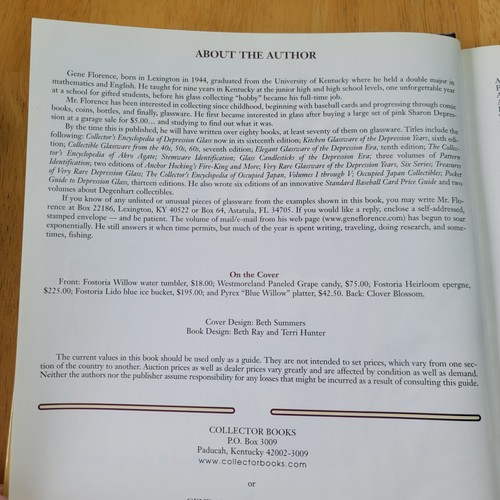 ABOUT THE AUTHOR
Gene Florence, born in Lexington in 1944, graduated from the University of Kentucky where he held a double major in
mathematics and English. He taught for nine years in Kentucky at the junior high and high school levels, one unforgettable year
at a school for gifted students, before his glass collecting "hobby" became his full-time job.
Mr. Florence has been interested in collecting since childhood, beginning with baseball cards and progressing through comic
books, coins, bottles, and finally, glassware. He first became interested in glass after buying a large set of pink Sharon Depres-
sion at a garage sale for $5.00... and studying to find out what it was.
By the time this is published, he will have written over eighty books, at least seventy of them on glassware. Titles include the
following: Collector's Encyclopedia of Depression Glass now in its sixteenth edition; Kitchen Glassware of the Depression Years, sixth edi-
tion; Collectible Glassware from the 40s, 50s, 60s, seventh edition; Elegant Glassware of the Depression Era, tenth edition; The Collec-
tor's Encyclopedia of Akro Agate; Stemware Identification; Glass Candlesticks of the Depression Era; three volumes of Pattern
Identification; two editions of Anchor Hocking's Fire-King and More; Very Rare Glassware of the Depression Years, Six Series; Treasures
of Very Rare Depression Glass; The Collector's Encyclopedia of Occupied Japan, Volumes I through V; Occupied Japan Collectibles; Pocket
Guide to Depression Glass, thirteen editions. He also wrote six editions of an innovative Standard Baseball Card Price Guide and two
volumes about Degenhart collectibles.
If you know of any unlisted or unusual pieces of glassware from the examples shown in this book, you may write Mr. Flo-
rence at Box 22186, Lexington, KY 40522 or Box 64, Astatula, FL 34705. If you would like a reply, enclose a self-addressed,
stamped envelope — and be patient. The volume of mail/e-mail from his web page (www.geneflorence.com) has begun to soar
exponentially. He still answers it when time permits, but much of the year is spent writing, traveling, doing research, and some-
times, fishing.
On the Cover
Front: Fostoria Willow water tumbler, $18.00; Westmoreland Paneled Grape candy, $75.00; Fostoria Heirloom epergne,
$225.00; Fostoria Lido blue ice bucket, $195.00; and Pyrex "Blue Willow" platter, $42.50. Back: Clover Blossom.
Cover Design: Beth Summers
Book Design: Beth Ray and Terri Hunter
The current values in this book should be used only as a guide. They are not intended to set prices, which vary from one sec-
tion of the country to another. Auction prices as well as dealer prices vary greatly and are affected by condition as well as demand.
Neither the authors nor the publisher assume responsibility for any losses that might be incurred as a result of consulting this guide.
COLLECTOR BOOKS
P.O. Box 3009
Paducah, Kentucky 42002-3009
www.collectorbooks.com
or